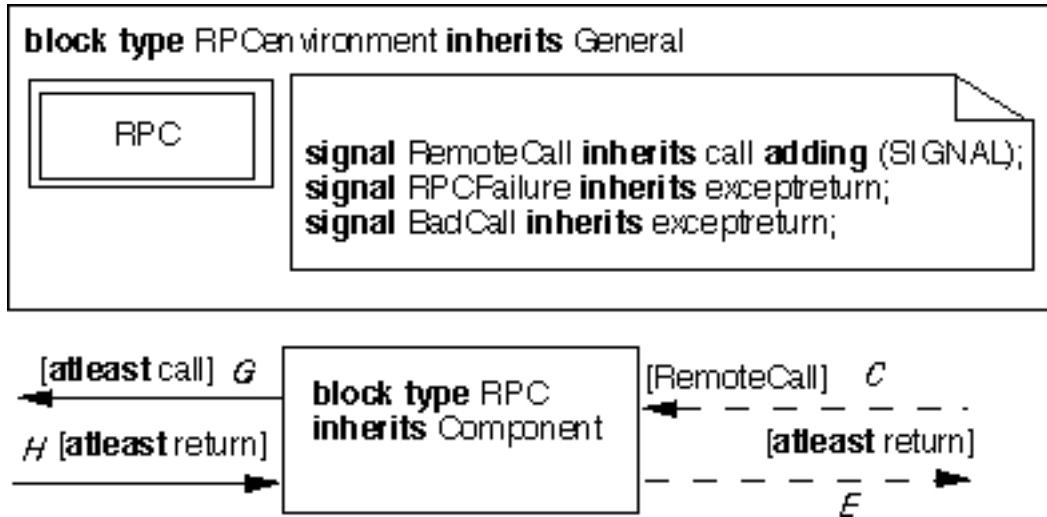 block type RPCenvironment inherits General
RPC
signal RemoteCall inherits call adding (SIGNAL);
signal RPCFailure inherits exceptreturn;
signal BadCall inherits exceptreturn;
[atleast call] G
block type RPC
inherits Component
[RemoteCall] C
H [atleast return]
[atleast return]
E